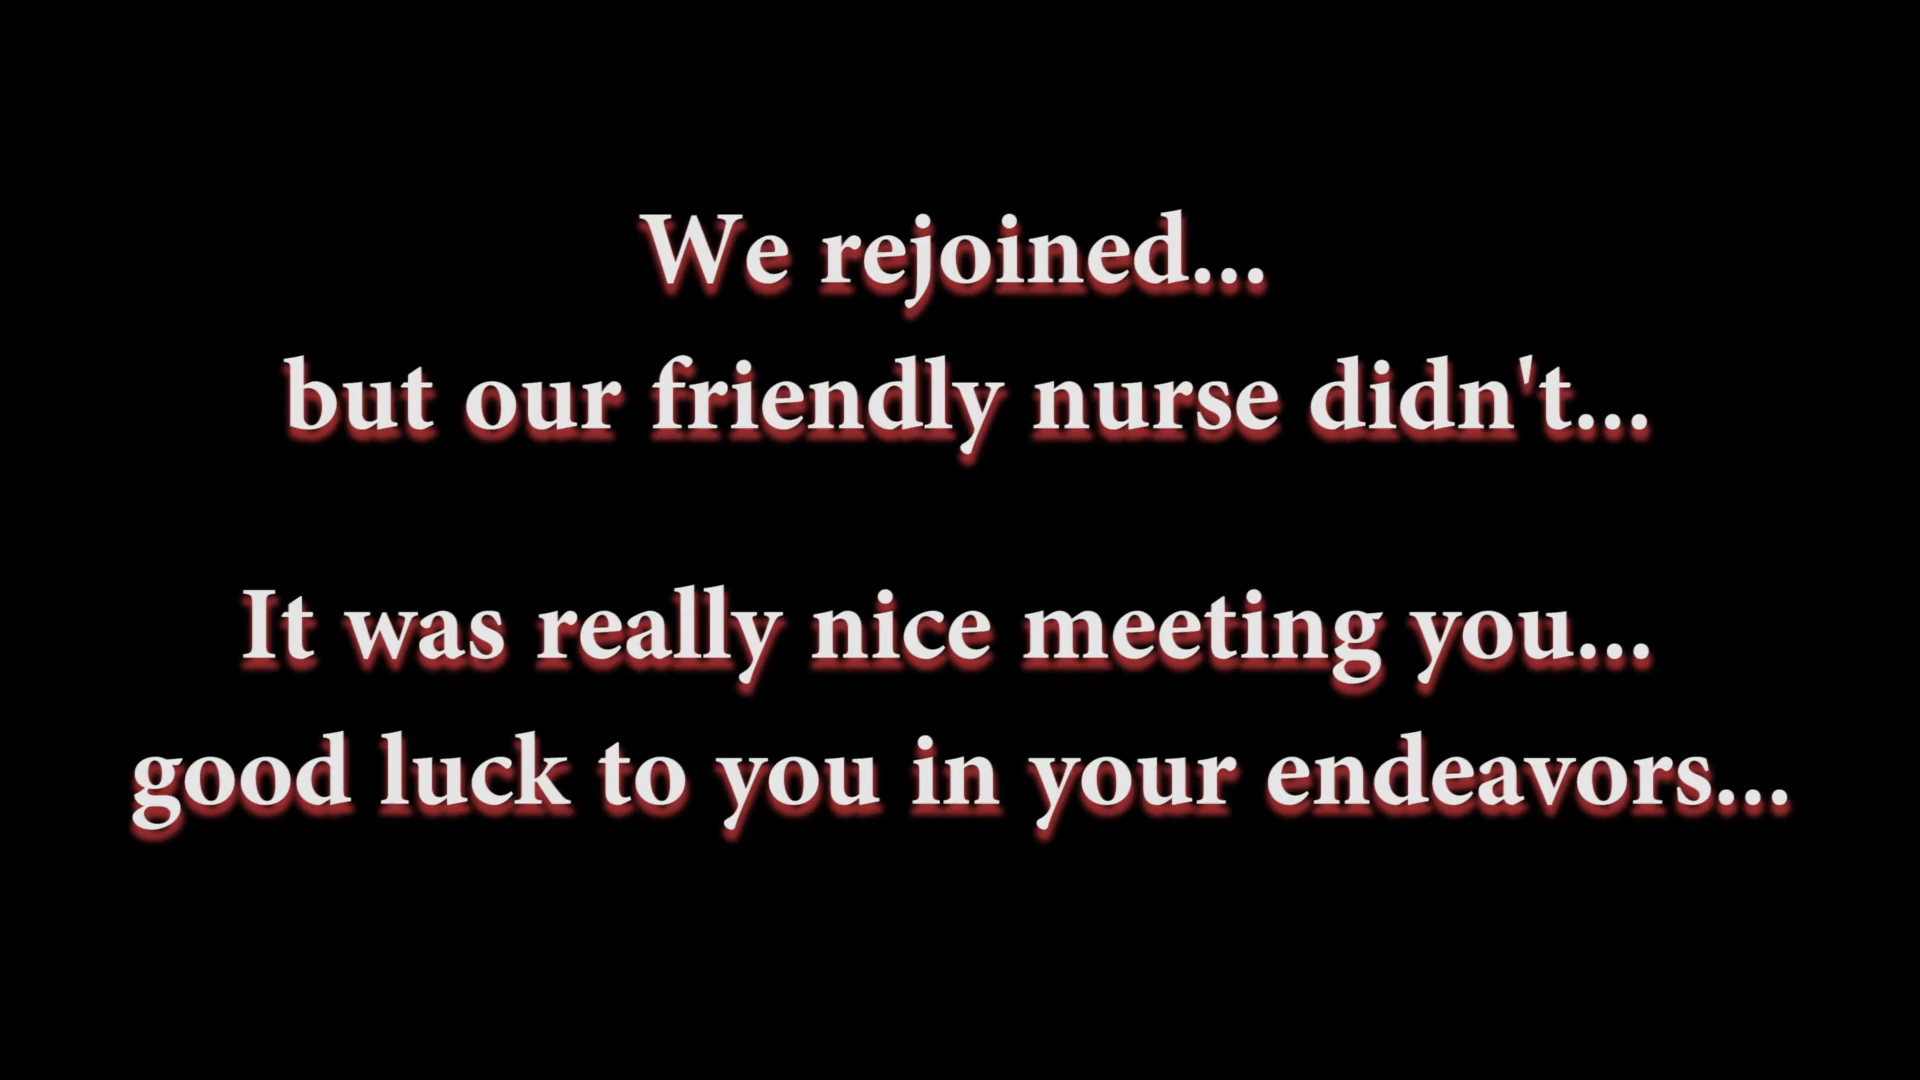 We rejoined...
but our friendly nurse didn't...
It was really nice meeting you...
good luck to you in your endeavors...